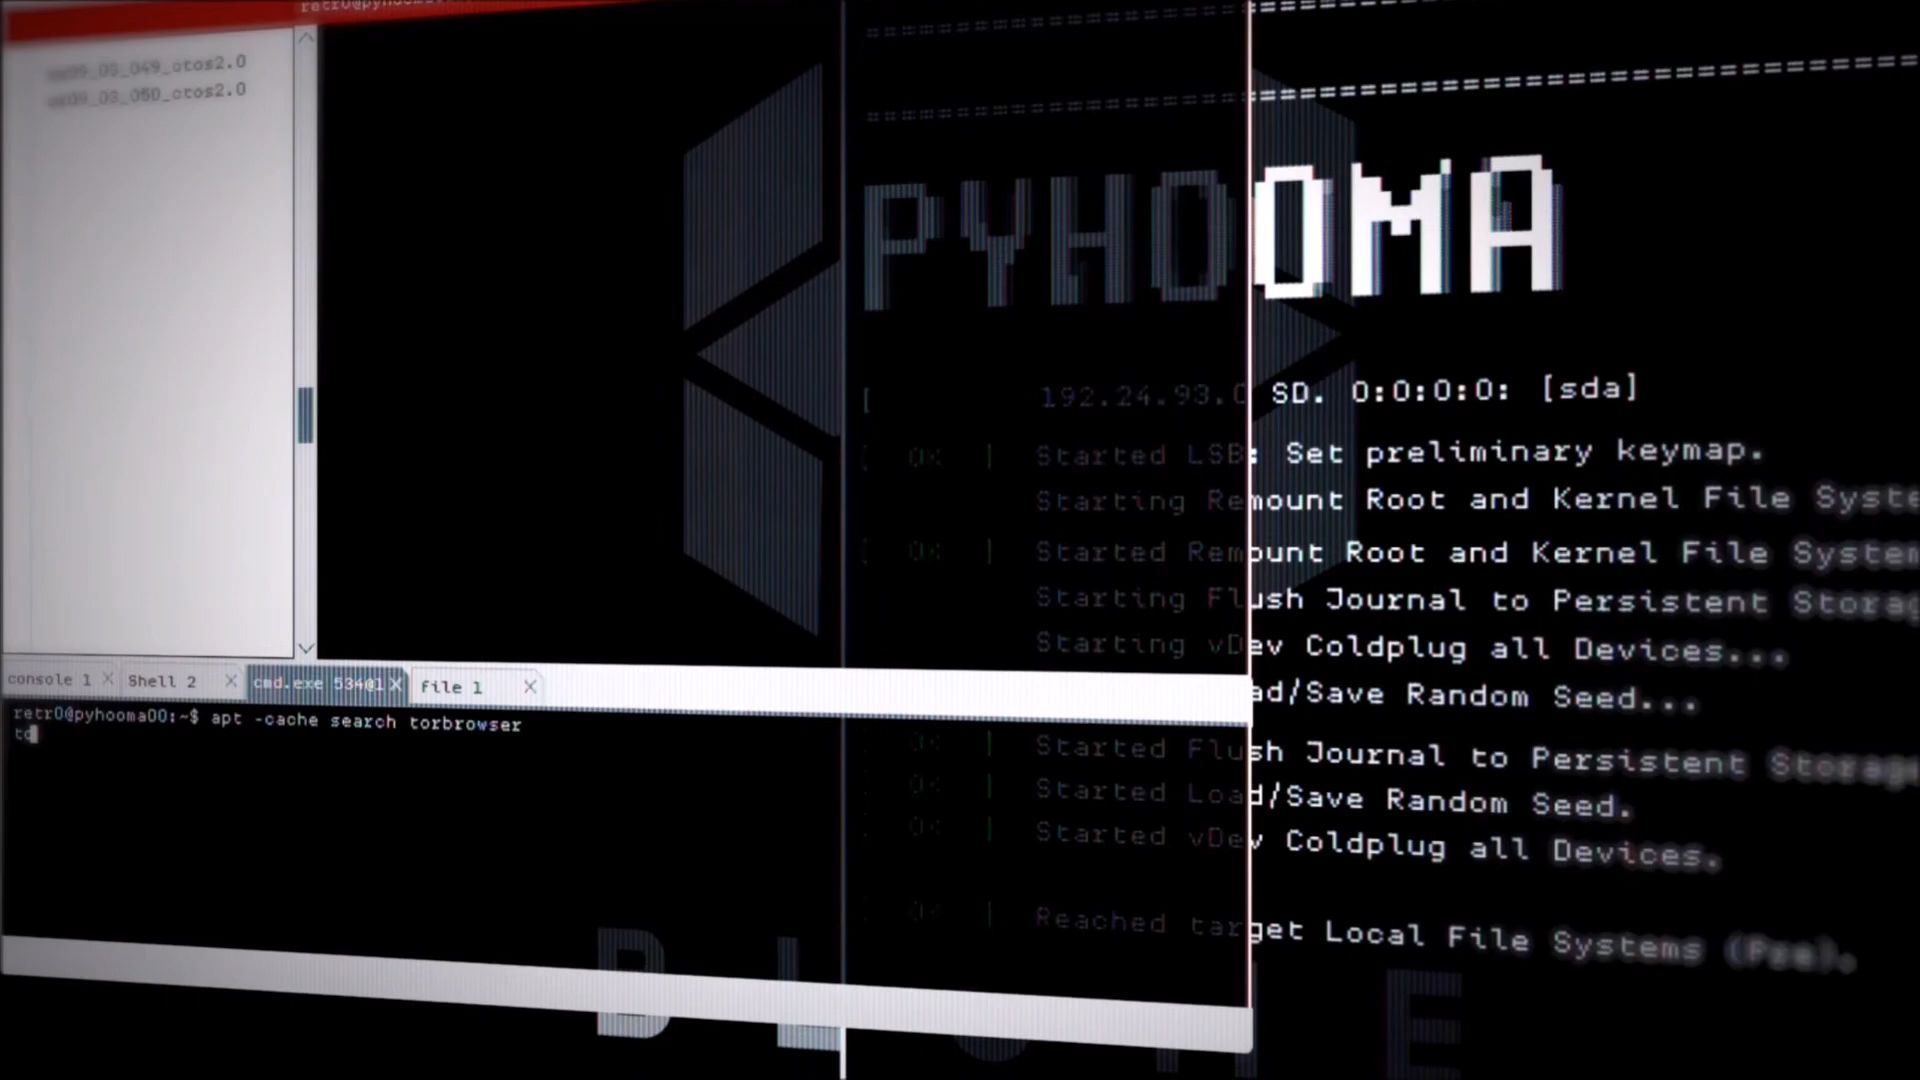 ctos2.0
ctos2.0
PYHOOMA
192.24.93.0 SD. 0:0:0:0: [sda]
Started LSB: Set preliminary keymap.
Starting Remount Root and Kernel File
Started Remount Root and Kernel File System
Starting Flush Journal to Persistent
Starting vDev Coldplug all Devices...
ad/Save Random Seed...
console 1
Shell 2
cmd.exe 534@1
file 1
retr0@pyhooma00:~$ apt -cache search torbrowser
Started Flush Journal to Persistent Storage
Started Load/Save Random Seed.
Started vDev Coldplug all Devices.
Reached target Local File Systems